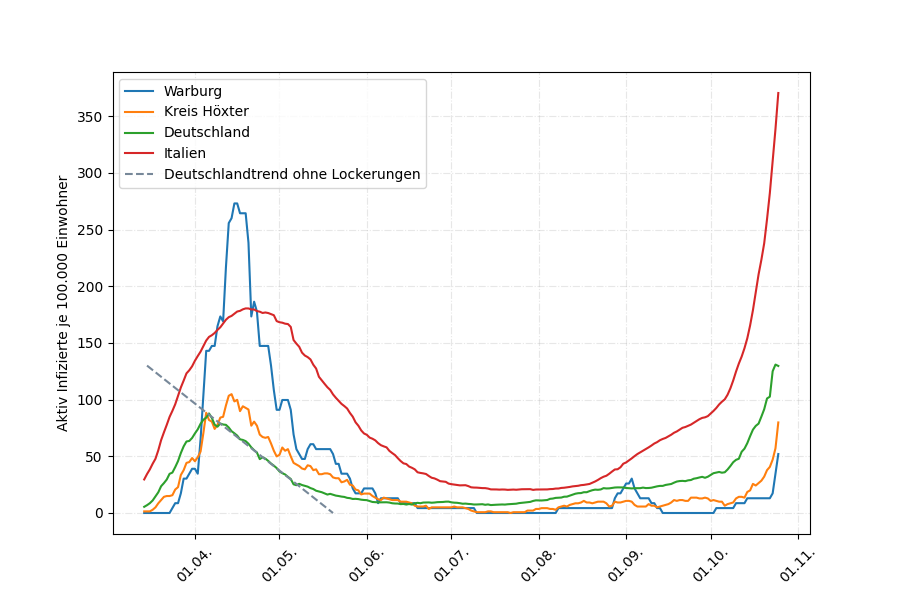 Warburg
Kreis Höxter
Deutschland
Italien
Deutschlandtrend ohne Lockerungen
Aktiv Infizierte je 100.000 Einwohner
350
300
250
200
150
100
50
0
01.04.
01.05.
01.06.
01.07.
01.08.
01.09.
01.10.
01.11.